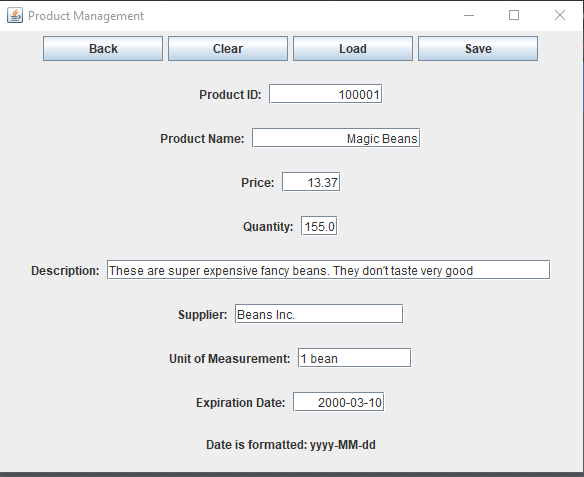 Product Management
Back Clear Load Save
Product ID: 100001
Product Name: Magic Beans
Price: 13.37
Quantity: 155.0
Description: These are super expensive fancy beans. They don't taste very good
Supplier: Beans Inc.
Unit of Measurement: 1 bean
Expiration Date: 2000-03-10
Date is formatted: yyyy-MM-dd